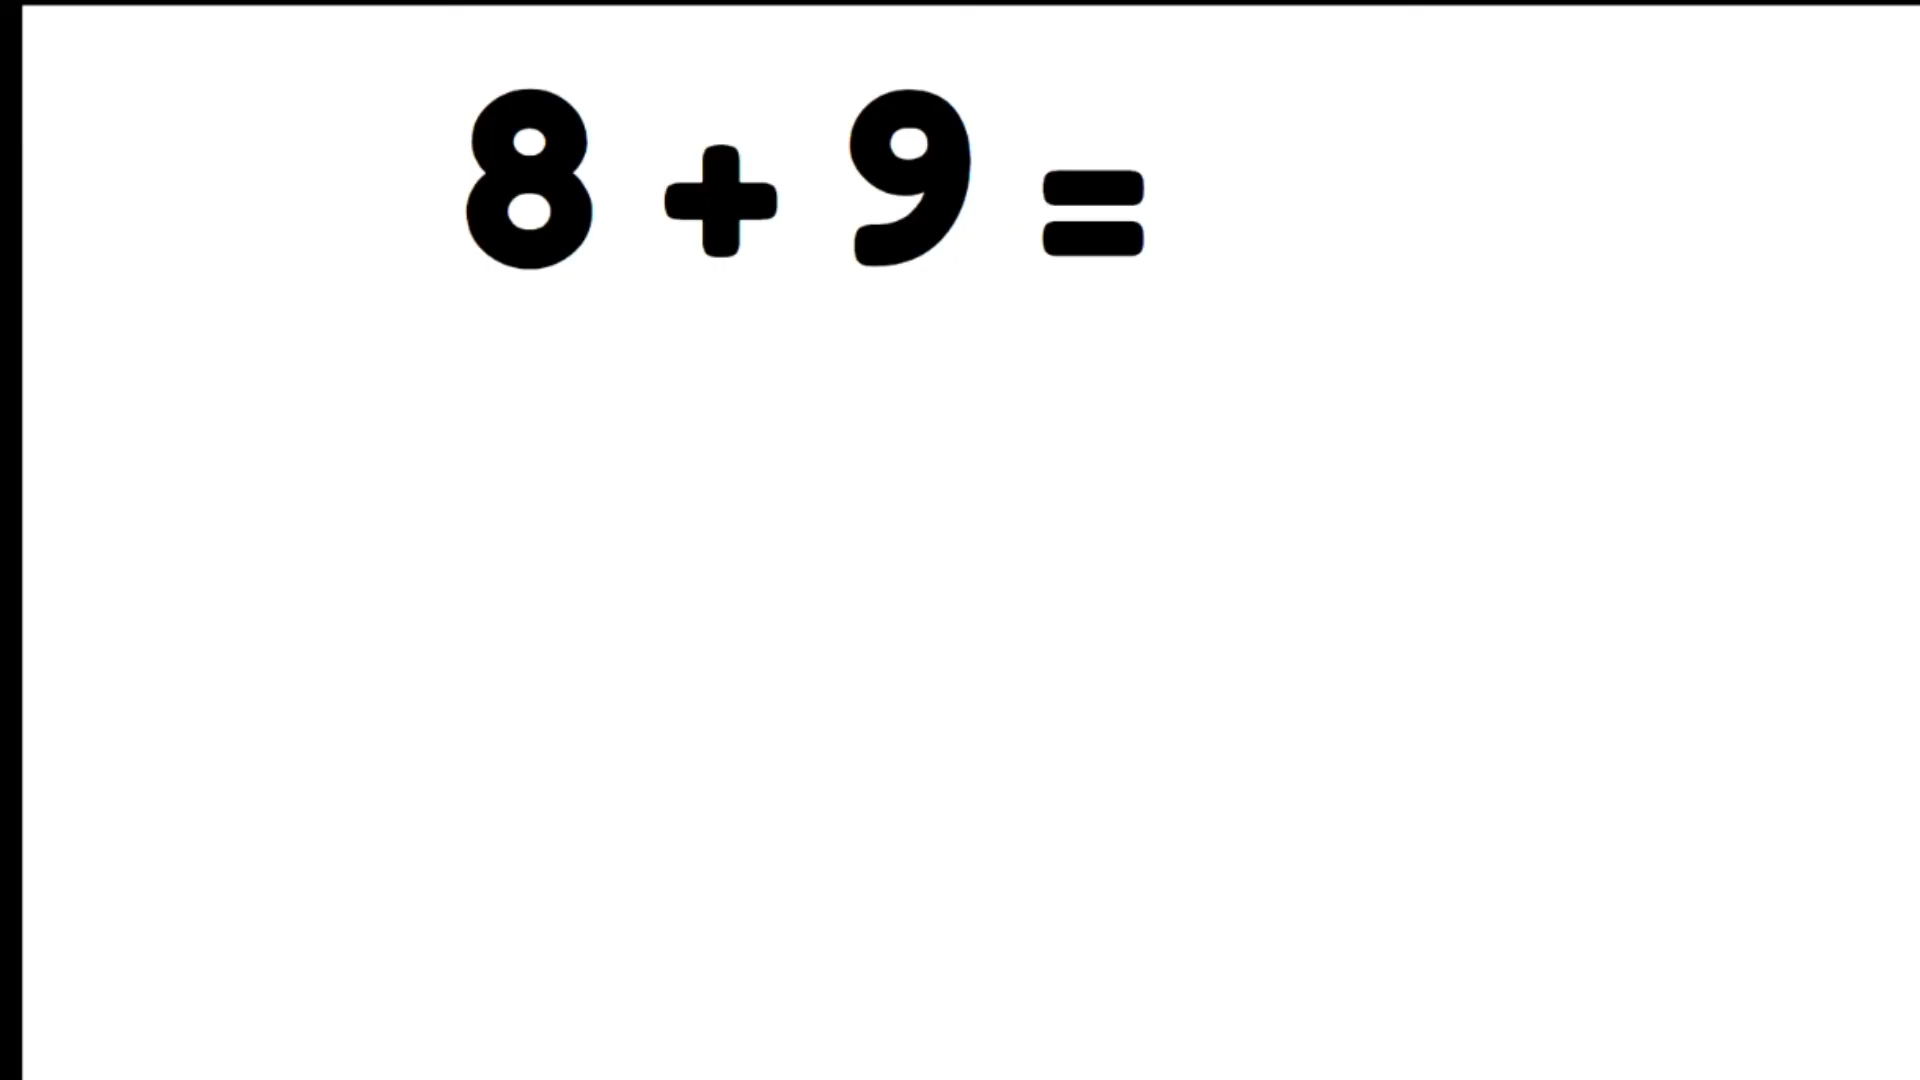 8 + 9 =